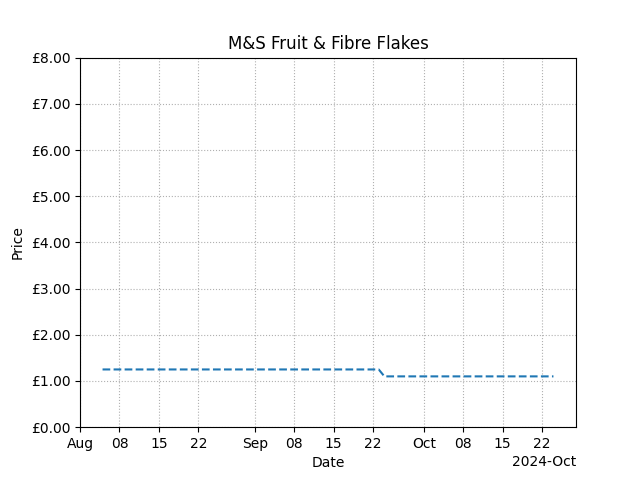 M&S Fruit & Fibre Flakes
£8.00
£7.00
£6.00
£5.00
£4.00
£3.00
£2.00
£1.00
£0.00
Price
Aug 08 15 22 Sep 08 15 22 Oct 08 15 22
Date
2024-Oct